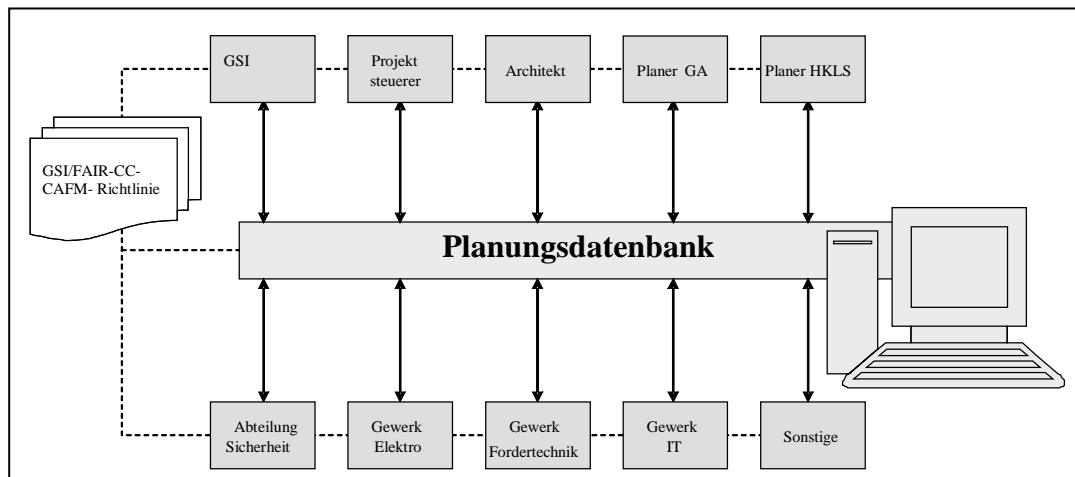 GSI
Projekt
steuerer
Architekt
Planer GA
Planer HKLS
GSI/FAIR-CC-
CAFM- Richtlinie
Planungsdatenbank
Abteilung
Sicherheit
Gewerk
Elektro
Gewerk
Fordertechnik
Gewerk
IT
Sonstige